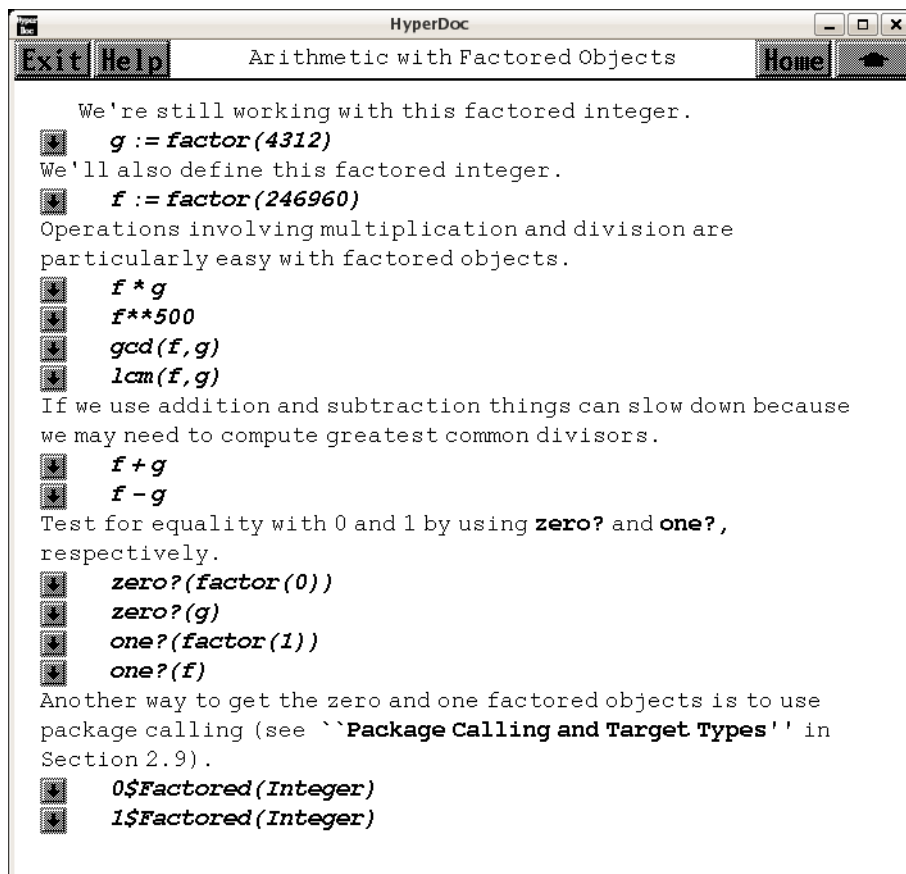 Hyper
Doc
HyperDoc
Exit Help Arithmetic with Factored Objects Home
We're still working with this factored integer.
g := factor(4312)
We'll also define this factored integer.
f := factor(246960)
Operations involving multiplication and division are
particularly easy with factored objects.
f * g
f**500
gcd(f,g)
lcm(f,g)
If we use addition and subtraction things can slow down because
we may need to compute greatest common divisors.
f + g
f - g
Test for equality with 0 and 1 by using zero? and one?,
respectively.
zero?(factor(0))
zero?(g)
one?(factor(1))
one?(f)
Another way to get the zero and one factored objects is to use
package calling (see ``Package Calling and Target Types'' in
Section 2.9).
0$Factored(Integer)
1$Factored(Integer)